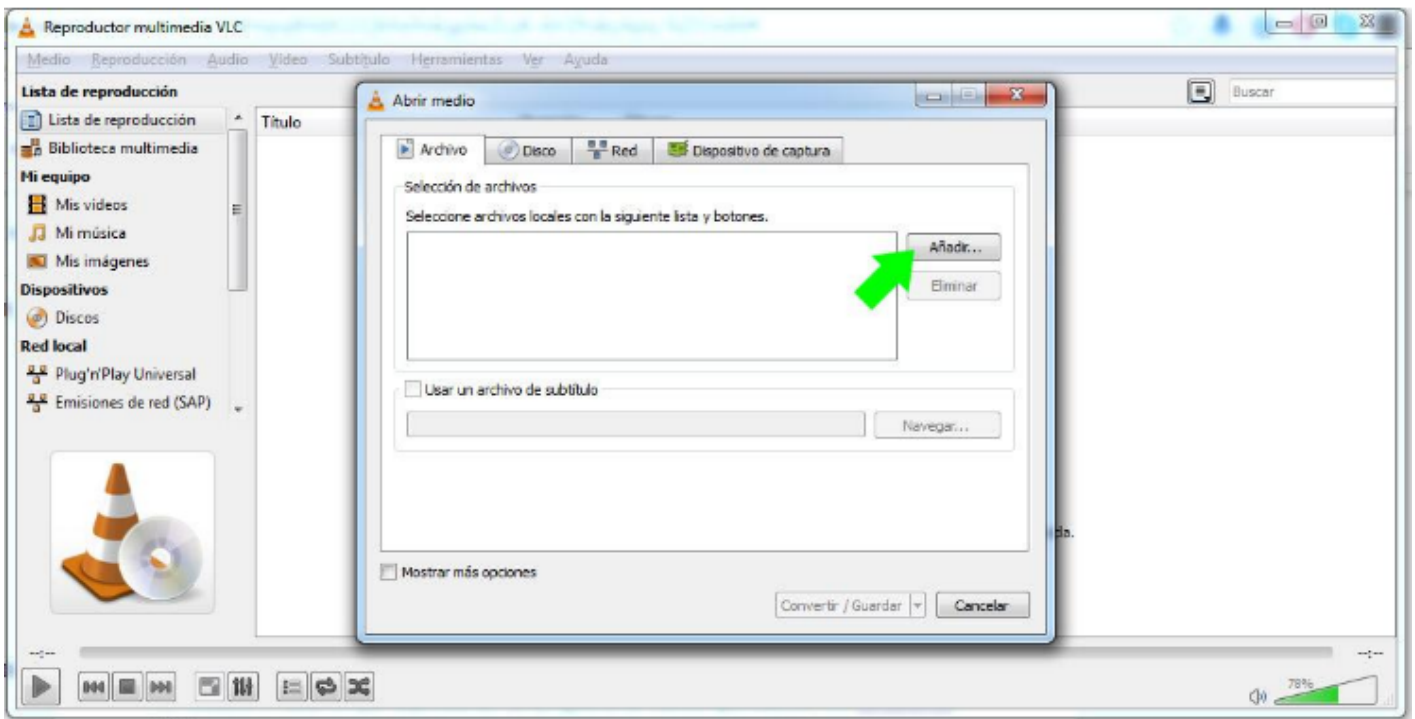 Reproductor multimedia VLC
Medio Reproducción Audio Vídeo Subtítulo Herramientas Ver Ayuda
Lista de reproducción
Buscar
Lista de reproducción
Título
Biblioteca multimedia
Mi equipo
Mis vídeos
Mi música
Mis imágenes
Dispositivos
Discos
Red local
Plug'n'Play Universal
Emisiones de red (SAP)
Abrir medio
Archivo Disco Red Dispositivo de captura
Selección de archivos
Seleccione archivos locales con la siguiente lista y botones.
Añadir...
Eliminar
Usar un archivo de subtítulo
Navegar...
da.
Mostrar más opciones
Convertir / Guardar Cancelar
--:-- --:--
78%